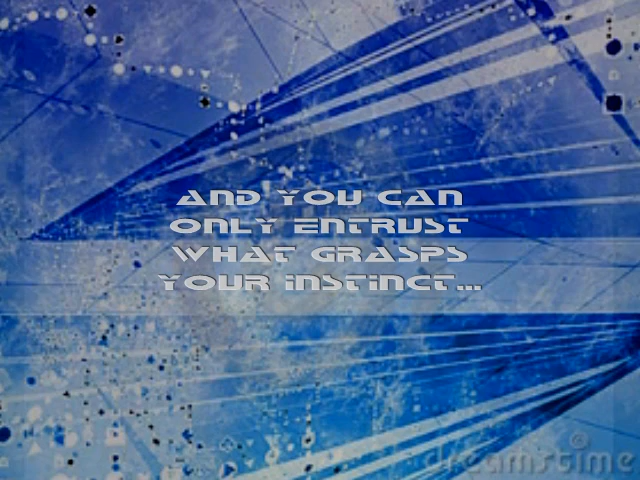 AND YOU CAN
ONLY ENTRUST
WHAT GRASPS
YOUR INSTINCT...
dreamstime